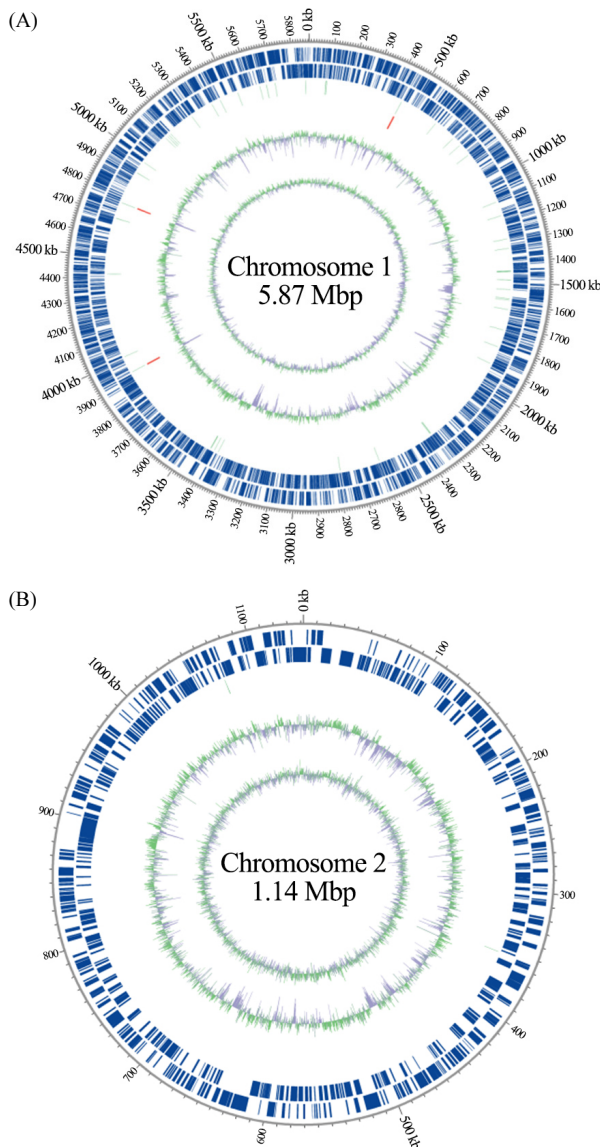 (A)
0 kb
100
200
300
400
500 kb
600
700
800
900
1000 kb
1100
1200
1300
1400
1500 kb
1600
1700
1800
1900
2000 kb
2100
2200
2300
2400
2500 kb
2800
2700
2800
2900
3000 kb
3100
3200
3300
3400
3500 kb
3600
3700
3800
3900
4000 kb
4100
4200
4300
4400
4500 kb
4600
4700
4800
4900
5000 kb
5100
5200
5300
5400
5500 kb
5600
5700
5800
Chromosome 1
5.87 Mbp
(B)
0 kb
100
200
300
400
500 kb
600
700
800
900
1000 kb
1100
Chromosome 2
1.14 Mbp